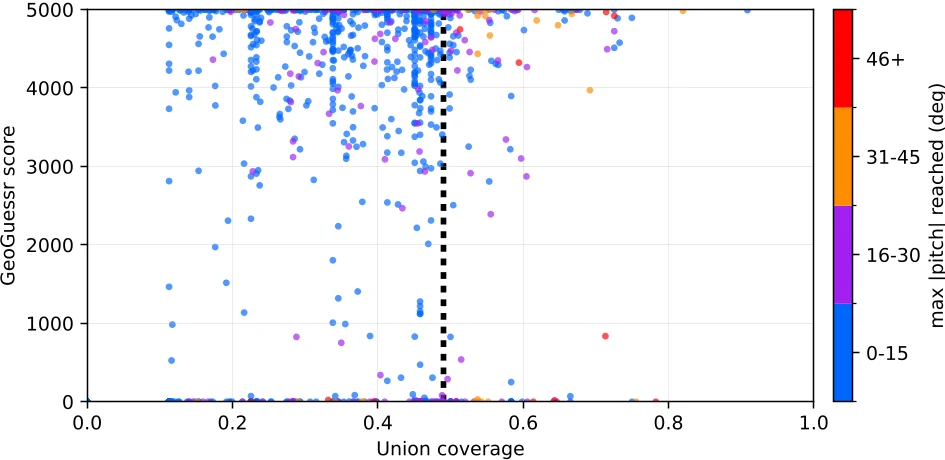 5000
4000
3000
2000
1000
0
GeoGuessr score
0.0 0.2 0.4 0.6 0.8 1.0
Union coverage
46+
31-45
16-30
0-15
max |pitch| reached (deg)